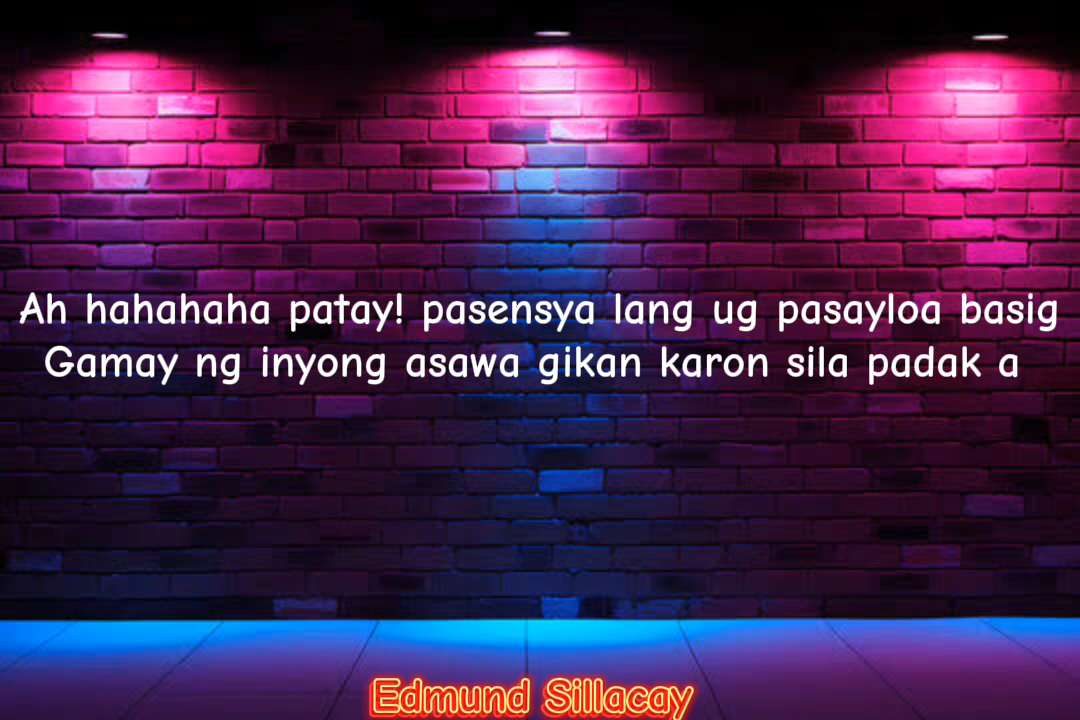 Ah hahahaha patay! pasensya lang ug pasayloa basig
Gamay ng inyong asawa gikan karon sila padak a
Edmund Sillacay